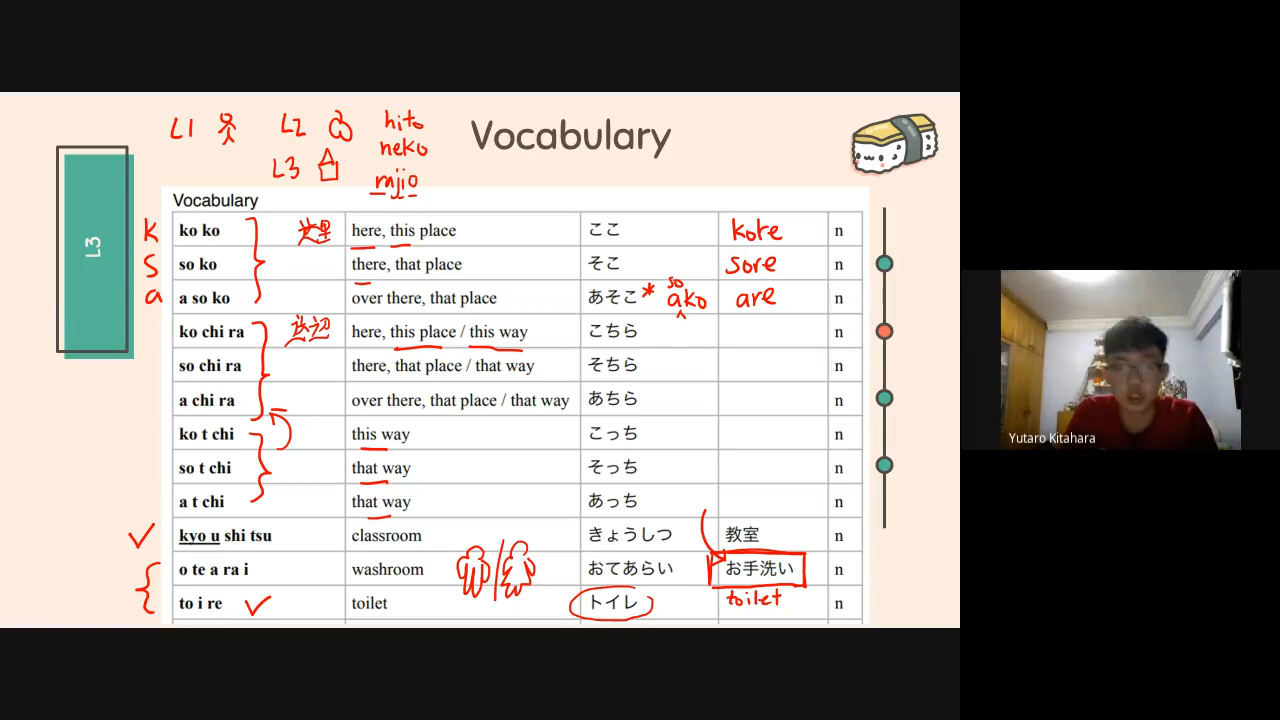 L1 L2 hito
neko
L3 rajio
Vocabulary
L3
Vocabulary
K ko ko 这里 here, this place ここ kore n
S so ko there, that place そこ sore n
a a so ko over there, that place あそこ * so ako are n
ko chi ra 这边 here, this place / this way こちら n
so chi ra there, that place / that way そちら n
a chi ra over there, that place / that way あちら n
ko t chi this way こっち n
so t chi that way そっち n
a t chi that way あっち n
kyo u shi tsu classroom きょうしつ 教室 n
o te a ra i washroom おてあらい お手洗い n
to i re toilet トイレ toilet n
Yutaro Kitahara